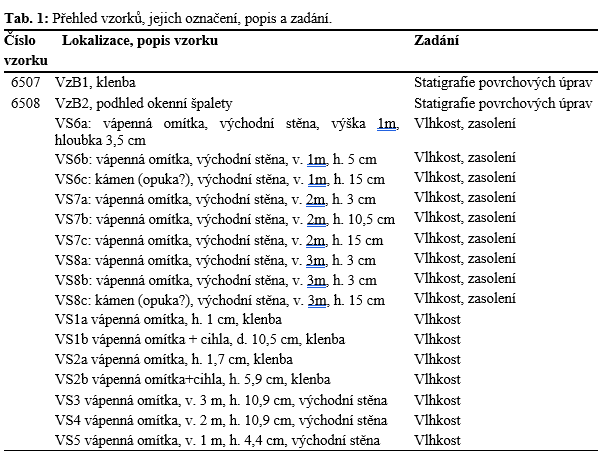 Tab. 1: Přehled vzorků, jejich označení, popis a zadání.
Číslo vzorku Lokalizace, popis vzorku Zadání
6507 VzB1, klenba Statigrafie povrchových úprav
6508 VzB2, podhled okenní špalety Statigrafie povrchových úprav
VS6a: vápenná omítka, východní stěna, výška 1m, Vlhkost, zasolení
hloubka 3,5 cm
VS6b: vápenná omítka, východní stěna, v. 1m, h. 5 cm Vlhkost, zasolení
VS6c: kámen (opuka?), východní stěna, v. 1m, h. 15 cm Vlhkost, zasolení
VS7a: vápenná omítka, východní stěna, v. 2m, h. 3 cm Vlhkost, zasolení
VS7b: vápenná omítka, východní stěna, v. 2m, h. 10,5 cm Vlhkost, zasolení
VS7c: vápenná omítka, východní stěna, v. 2m, h. 15 cm Vlhkost, zasolení
VS8a: vápenná omítka, východní stěna, v. 3m, h. 3 cm Vlhkost, zasolení
VS8b: vápenná omítka, východní stěna, v. 3m, h. 3 cm Vlhkost, zasolení
VS8c: kámen (opuka?), východní stěna, v. 3m, h. 15 cm Vlhkost, zasolení
VS1a vápenná omítka, h. 1 cm, klenba Vlhkost
VS1b vápenná omítka + cihla, d. 10,5 cm, klenba Vlhkost
VS2a vápenná omítka, h. 1,7 cm, klenba Vlhkost
VS2b vápenná omítka+cihla, h. 5,9 cm, klenba Vlhkost
VS3 vápenná omítka, v. 3 m, h. 10,9 cm, východní stěna Vlhkost
VS4 vápenná omítka, v. 2 m, h. 10,9 cm, východní stěna Vlhkost
VS5 vápenná omítka, v. 1 m, h. 4,4 cm, východní stěna Vlhkost